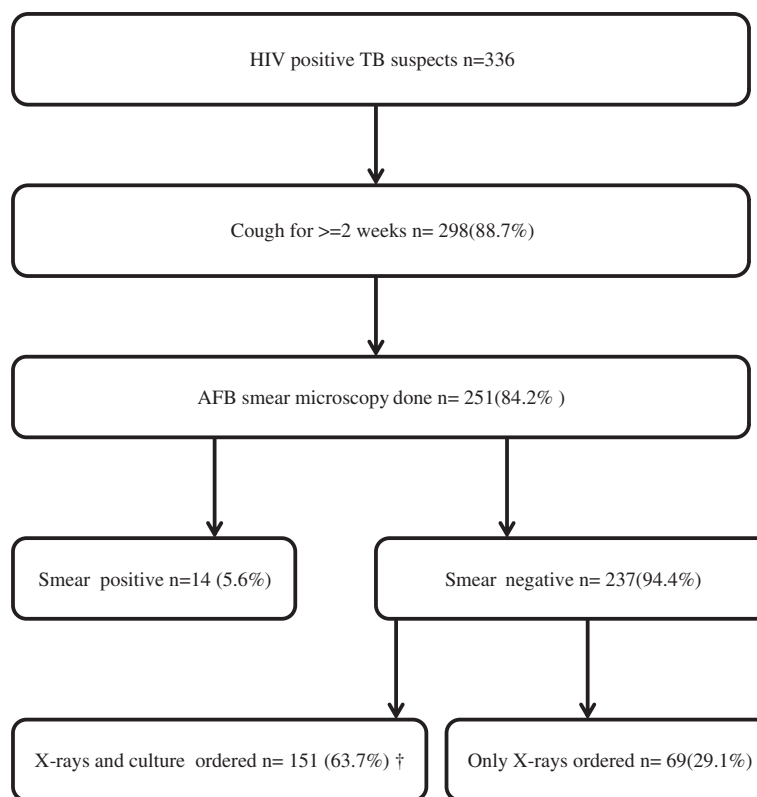 HIV positive TB suspects n=336
Cough for >=2 weeks n= 298(88.7%)
AFB smear microscopy done n= 251(84.2% )
Smear positive n=14 (5.6%)
Smear negative n= 237(94.4%)
X-rays and culture ordered n= 151 (63.7%) †
Only X-rays ordered n= 69(29.1%)